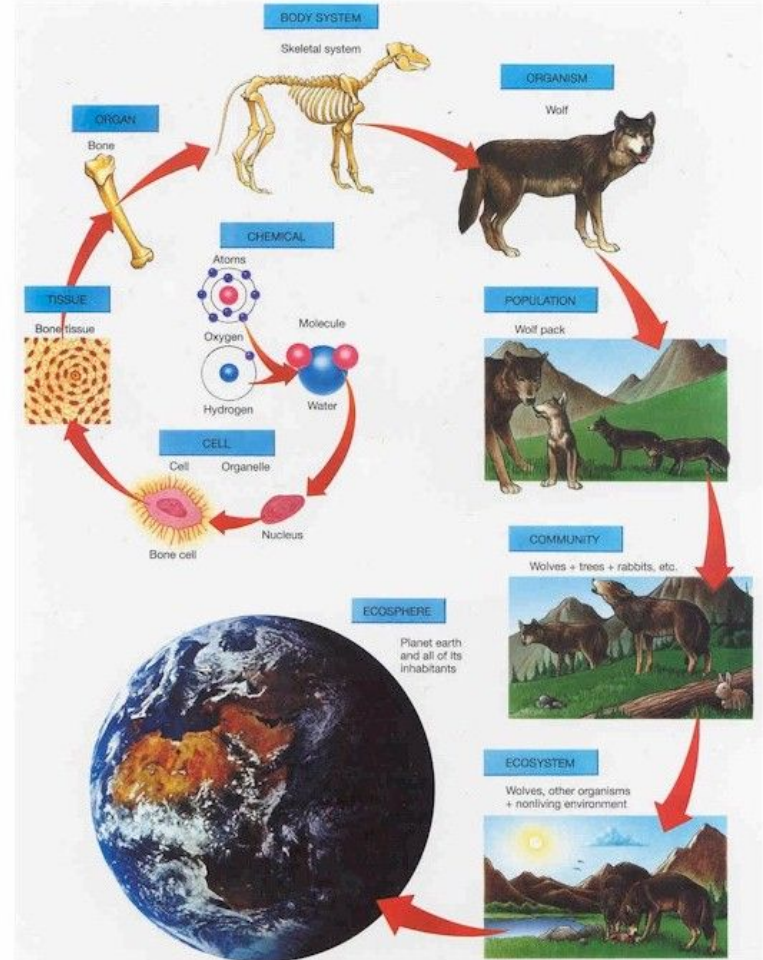 BODY SYSTEM
Skeletal system
ORGANISM
Wolf
ORGAN
Bone
CHEMICAL
Atoms
Oxygen
Hydrogen
Molecule
Water
TISSUE
Bone tissue
CELL
Cell
Organelle
Nucleus
Bone cell
POPULATION
Wolf pack
COMMUNITY
Wolves + trees + rabbits, etc.
ECOSPHERE
Planet earth
and all of its
inhabitants
ECOSYSTEM
Wolves, other organisms
+ nonliving environment